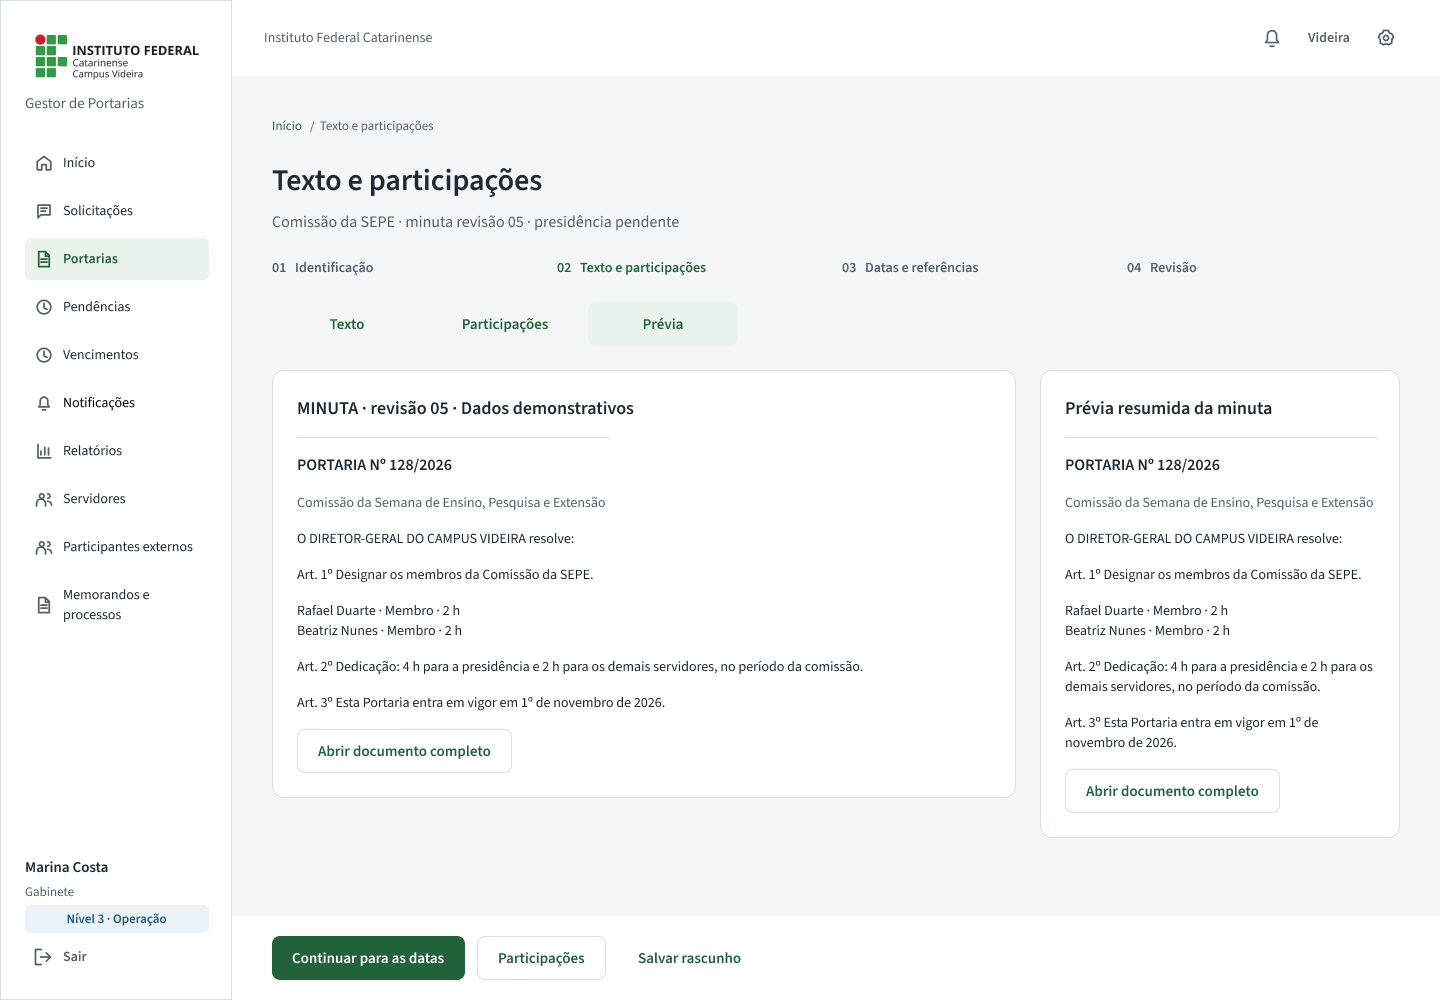 INSTITUTO FEDERAL
Catarinense
Campus Videira
Gestor de Portarias
Início
Solicitações
Portarias
Pendências
Vencimentos
Notificações
Relatórios
Servidores
Participantes externos
Memorandos e
processos
Marina Costa
Gabinete
Nível 3 · Operação
Sair
Instituto Federal Catarinense
Videira
Início / Texto e participações
Texto e participações
Comissão da SEPE · minuta revisão 05 · presidência pendente
01 Identificação
02 Texto e participações
03 Datas e referências
04 Revisão
Texto
Participações
Prévia
MINUTA · revisão 05 · Dados demonstrativos
PORTARIA Nº 128/2026
Comissão da Semana de Ensino, Pesquisa e Extensão
O DIRETOR-GERAL DO CAMPUS VIDEIRA resolve:
Art. 1º Designar os membros da Comissão da SEPE.
Rafael Duarte · Membro · 2 h
Beatriz Nunes · Membro · 2 h
Art. 2º Dedicação: 4 h para a presidência e 2 h para os demais servidores, no período da comissão.
Art. 3º Esta Portaria entra em vigor em 1º de novembro de 2026.
Abrir documento completo
Prévia resumida da minuta
PORTARIA Nº 128/2026
Comissão da Semana de Ensino, Pesquisa e Extensão
O DIRETOR-GERAL DO CAMPUS VIDEIRA resolve:
Art. 1º Designar os membros da Comissão da SEPE.
Rafael Duarte · Membro · 2 h
Beatriz Nunes · Membro · 2 h
Art. 2º Dedicação: 4 h para a presidência e 2 h para os
demais servidores, no período da comissão.
Art. 3º Esta Portaria entra em vigor em 1º de
novembro de 2026.
Abrir documento completo
Continuar para as datas
Participações
Salvar rascunho